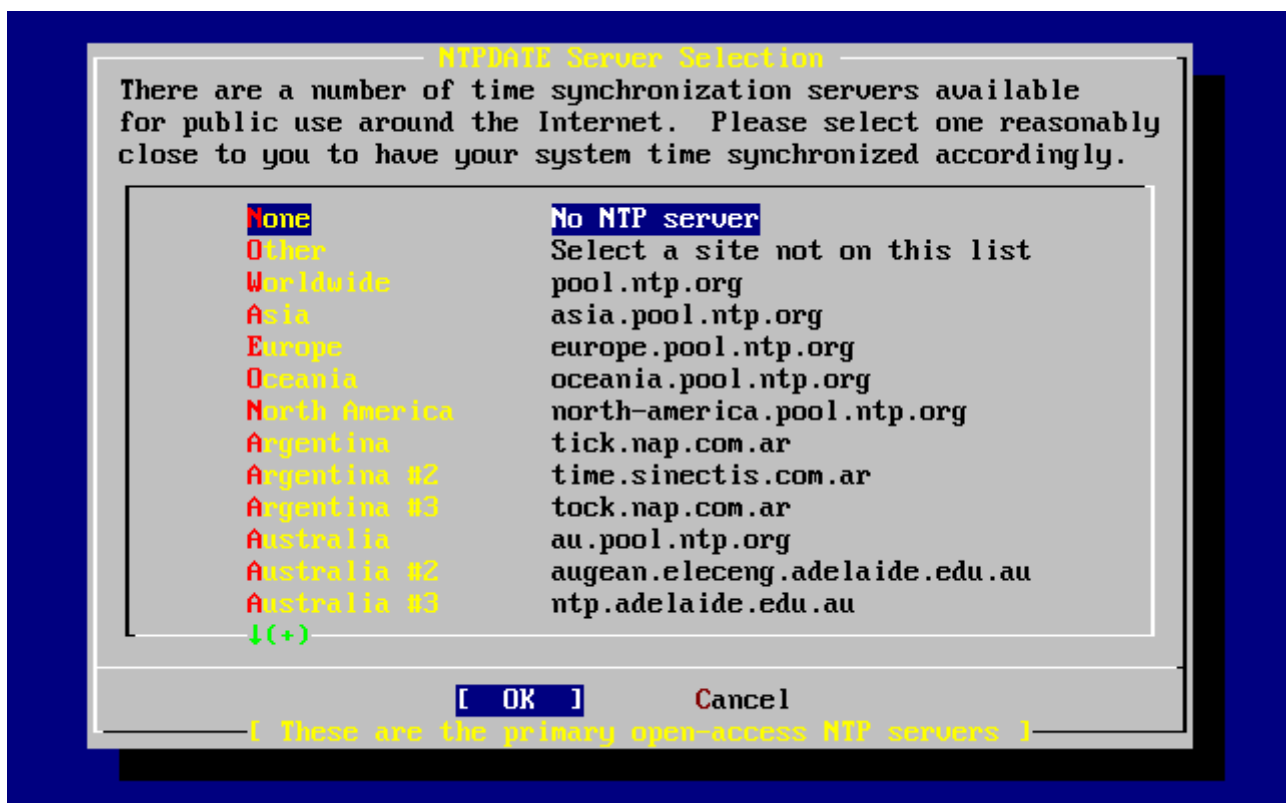 NTPDATE Server Selection
There are a number of time synchronization servers available
for public use around the Internet.  Please select one reasonably
close to you to have your system time synchronized accordingly.
None No NTP server
Other Select a site not on this list
Worldwide pool.ntp.org
Asia asia.pool.ntp.org
Europe europe.pool.ntp.org
Oceania oceania.pool.ntp.org
North America north-america.pool.ntp.org
Argentina tick.nap.com.ar
Argentina #2 time.sinectis.com.ar
Argentina #3 tock.nap.com.ar
Australia au.pool.ntp.org
Australia #2 augean.eleceng.adelaide.edu.au
Australia #3 ntp.adelaide.edu.au
↓(+)
[ OK ] Cancel
[ These are the primary open-access NTP servers ]